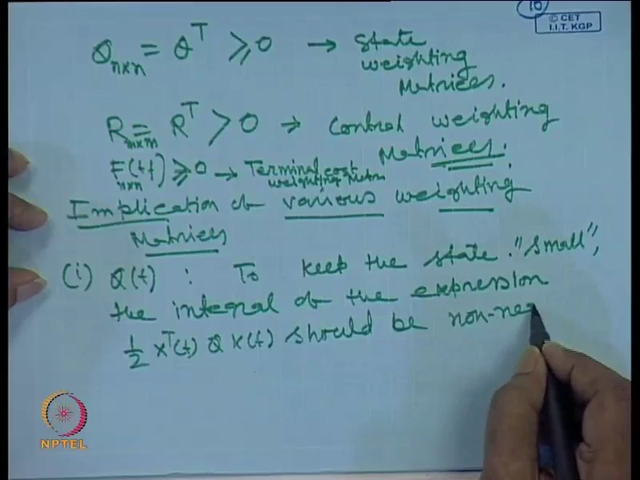 10
© CET
I.I.T. KGP
Q_{n×n} = Q^T ≥ 0 → State
weighting
Matrices.
R_{m×m} = R^T > 0 → Control weighting
Matrices.
F(tf)_{n×n} ≥ 0 → Terminal cost
weighting Matrix
Implication of various weighting
Matrices
(i) Q(t) : To keep the state "small",
the integral of the expression
1/2 X^T(t) Q X(t) should be non-neg
NPTEL